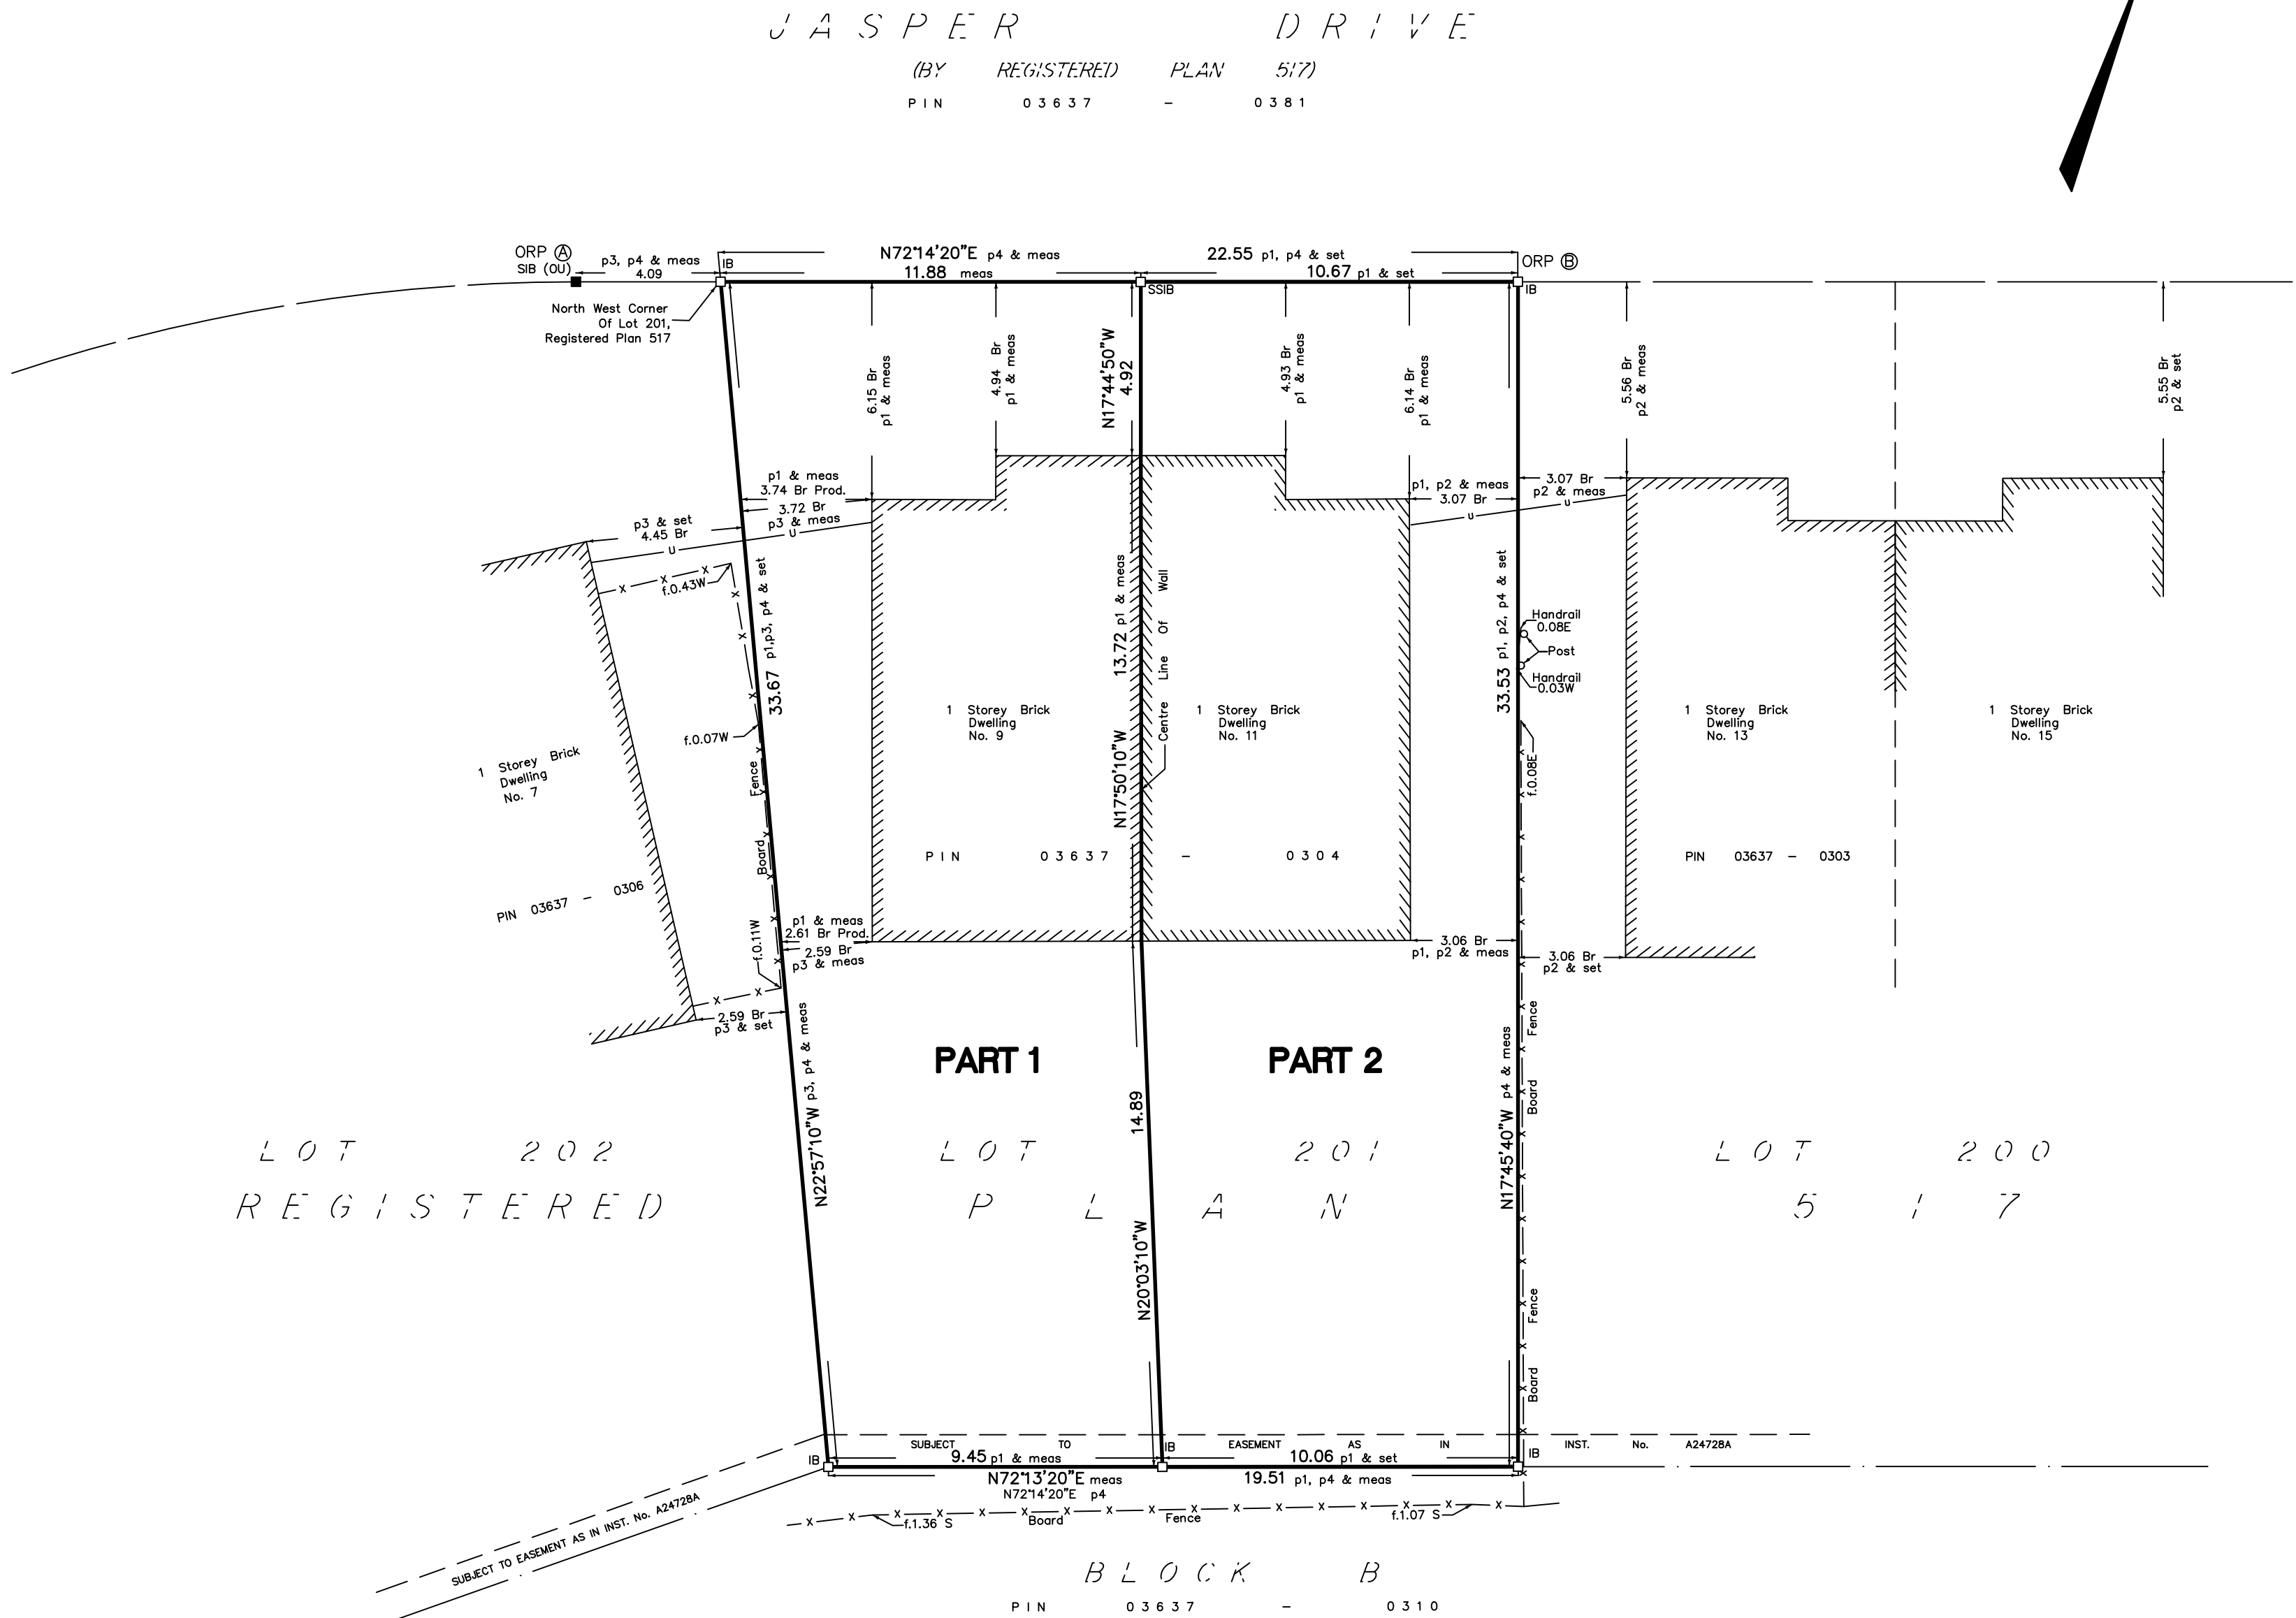 JASPER DRIVE
(BY REGISTERED PLAN 517)
PIN 03637 - 0381
ORP Ⓐ
SIB (OU)
p3, p4 & meas
4.09
IB
N72°14'20"E p4 & meas
22.55 p1, p4 & set
11.88 meas
10.67 p1 & set
ORP Ⓑ
SSIB
IB
North West Corner
Of Lot 201,
Registered Plan 517
6.15 Br
p1 & meas
4.94 Br
p1 & meas
N17°44'50"W
4.92
4.93 Br
p1 & meas
6.14 Br
p1 & meas
5.56 Br
p2 & meas
5.55 Br
p2 & set
p1 & meas
3.74 Br Prod.
3.72 Br
p3 & meas
p3 & set
4.45 Br
U
U
p1, p2 & meas
3.07 Br
3.07 Br
p2 & meas
U
U
f.0.43W
33.67 p1,p3, p4 & set
13.72 p1 & meas
Centre Line Of Wall
33.53 p1, p2, p4 & set
Handrail
0.08E
Post
Handrail
0.03W
f.0.07W
Board Fence
1 Storey Brick
Dwelling
No. 7
1 Storey Brick
Dwelling
No. 9
N17°50'10"W
1 Storey Brick
Dwelling
No. 11
f.0.08E
1 Storey Brick
Dwelling
No. 13
1 Storey Brick
Dwelling
No. 15
PIN 03637 - 0306
PIN 03637 - 0304
PIN 03637 - 0303
f.0.11W
p1 & meas
2.61 Br Prod.
2.59 Br
p3 & meas
3.06 Br
p1, p2 & meas
3.06 Br
p2 & set
2.59 Br
p3 & set
PART 1
PART 2
N22°57'10"W p3, p4 & meas
14.89
N20°03'10"W
N17°45'40"W p4 & meas
Board Fence
Board Fence
LOT 202
LOT 201
LOT 200
REGISTERED PLAN 517
SUBJECT TO EASEMENT AS IN INST. No. A24728A
IB
9.45 p1 & meas
IB
10.06 p1 & set
IB
N72°13'20"E meas
19.51 p1, p4 & meas
N72°14'20"E p4
f.1.36 S
Board Fence
f.1.07 S
SUBJECT TO EASEMENT AS IN INST. No. A24728A
BLOCK B
PIN 03637 - 0310